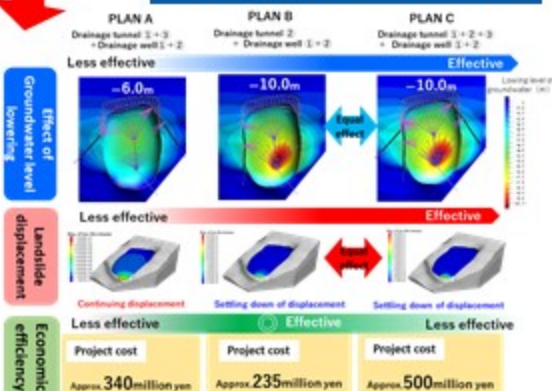 PLAN A
PLAN B
PLAN C
Drainage tunnel ①+③
+ Drainage well ①+②
Drainage tunnel ②
+ Drainage well ①+②
Drainage tunnel ①+②+③
+ Drainage well ①+②
Less effective
Effective
Effect of
Groundwater level
lowering
-6.0m
-10.0m
-10.0m
Equal
effect
Lowing level of
groundwater (m)
Landslide
displacement
Less effective
Effective
Equal
effect
Continuing displacement
Settling down of displacement
Settling down of displacement
Economic
efficiency
Less effective
◎ Effective
Less effective
Project cost
Project cost
Project cost
Approx.340million yen
Approx.235million yen
Approx.500million yen